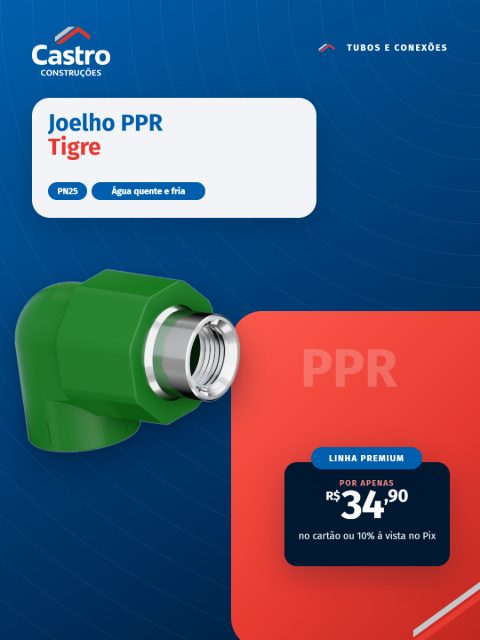 Castro
CONSTRUÇÕES
TUBOS E CONEXÕES
Joelho PPR
Tigre
PN25
Água quente e fria
PPR
LINHA PREMIUM
POR APENAS
R$34,90
no cartão ou 10% à vista no Pix